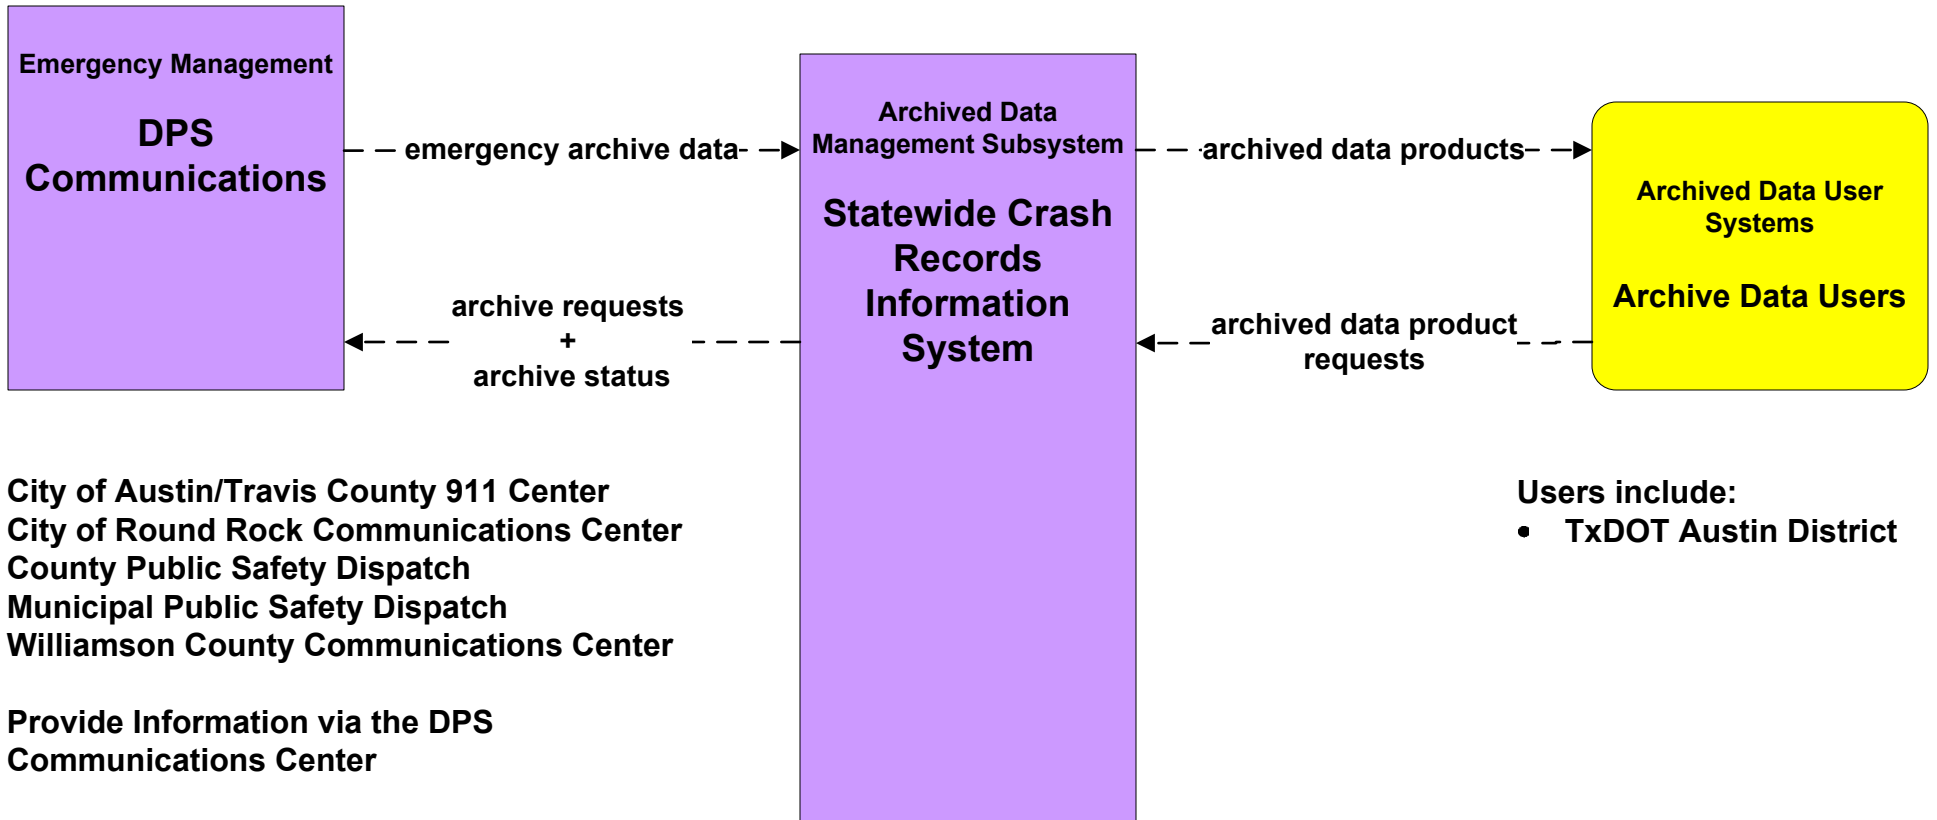 Emergency Management
DPS
Communications
emergency archive data
archive requests
+
archive status
Archived Data
Management Subsystem
Statewide Crash
Records
Information
System
archived data products
archived data product
requests
Archived Data User
Systems
Archive Data Users
City of Austin/Travis County 911 Center
City of Round Rock Communications Center
County Public Safety Dispatch
Municipal Public Safety Dispatch
Williamson County Communications Center
Provide Information via the DPS
Communications Center
Users include:
• TxDOT Austin District